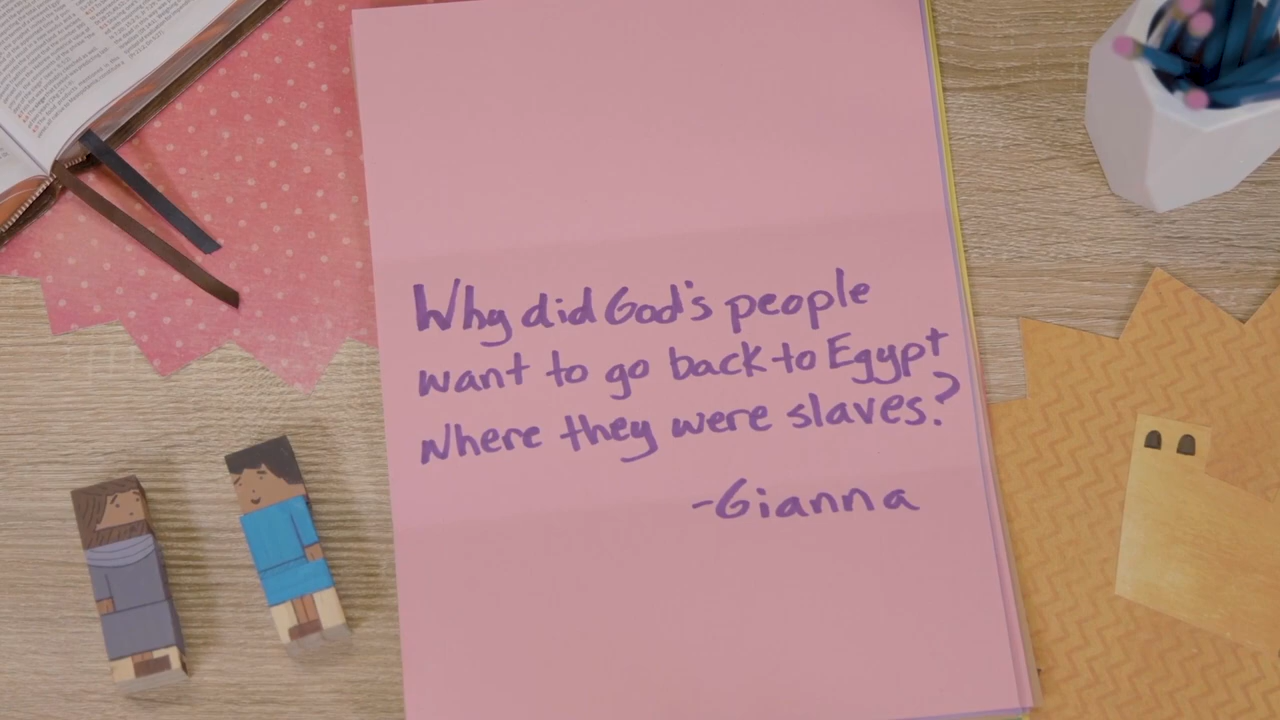 Why did God's people
want to go back to Egypt
where they were slaves?
-Gianna